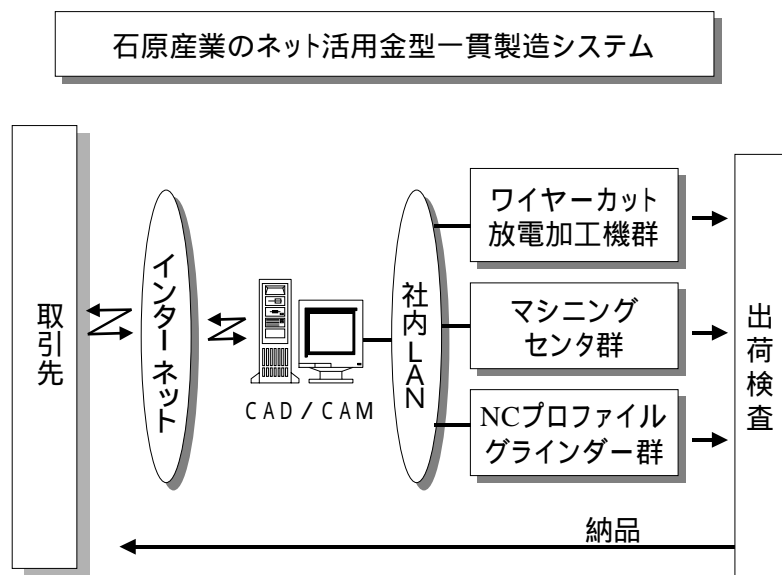 石原産業のネット活用金型一貫製造システム
取引先
インターネット
CAD/CAM
社内LAN
ワイヤーカット
放電加工機群
マシニング
センタ群
NCプロファイル
グラインダー群
出荷検査
納品